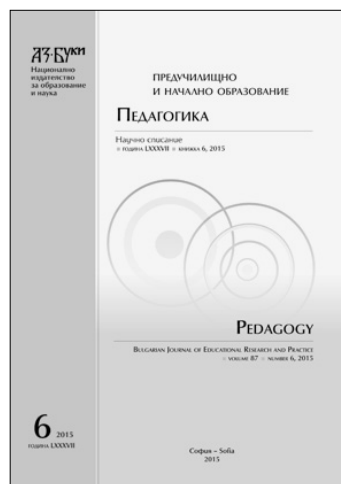 АЗ·БУКИ
Национално
издателство
за образование
и наука
ПРЕДУЧИЛИЩНО
И НАЧАЛНО ОБРАЗОВАНИЕ
ПЕДАГОГИКА
Научно списание
ГОДИНА LXXXVII КНИЖКА 6, 2015
PEDAGOGY
BULGARIAN JOURNAL OF EDUCATIONAL RESEARCH AND PRACTICE
VOLUME 87 NUMBER 6, 2015
6 2015
ГОДИНА LXXXVII
София – Sofia
2015